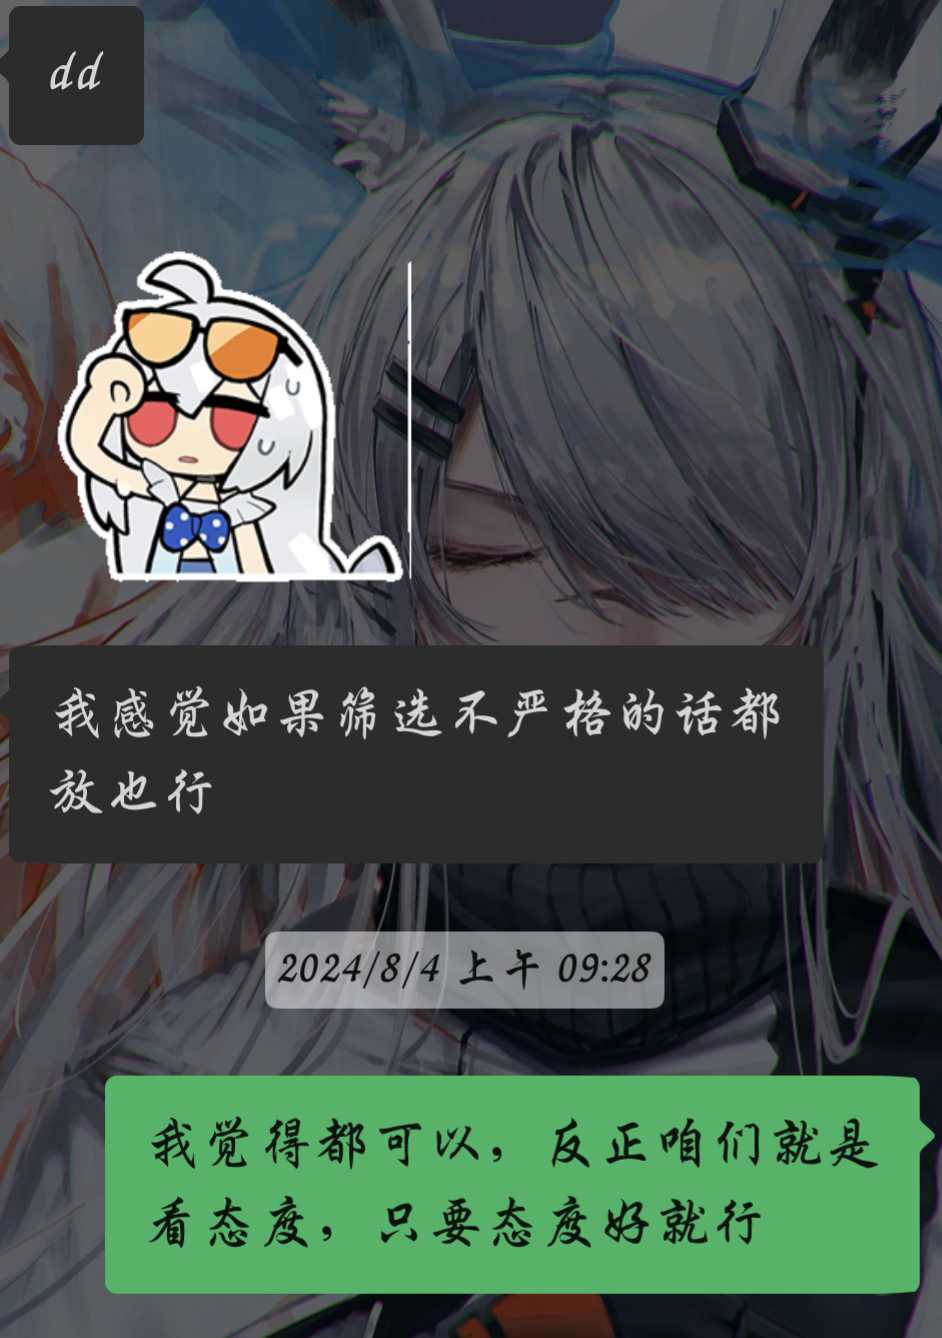 dd
我感觉如果筛选不严格的话都
放也行
2024/8/4 上午 09:28
我觉得都可以，反正咱们就是
看态度，只要态度好就行